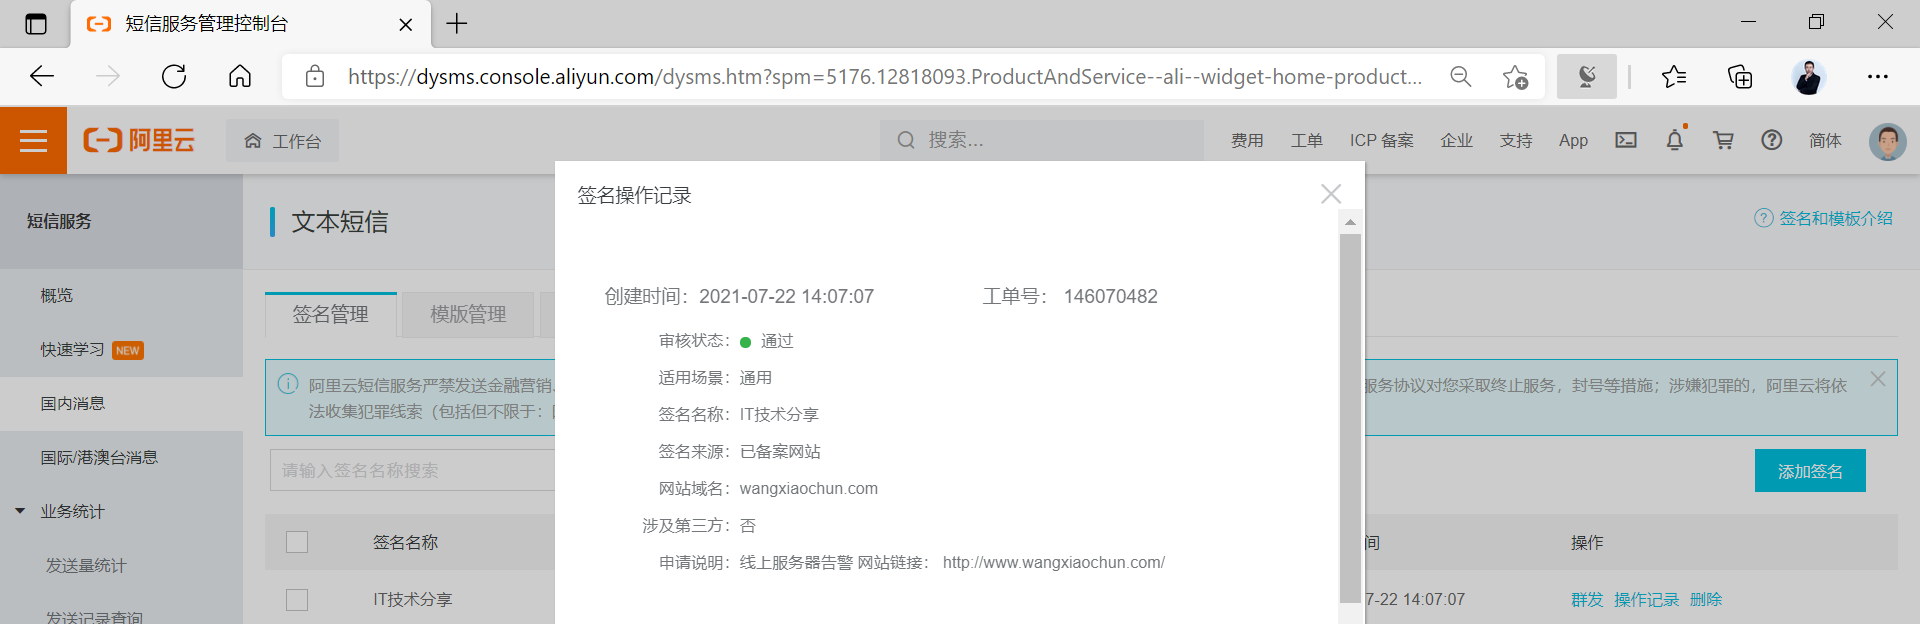 短信服务管理控制台
https://dysms.console.aliyun.com/dysms.htm?spm=5176.12818093.ProductAndService--ali--widget-home-product...
阿里云 工作台 搜索... 费用 工单 ICP 备案 企业 支持 App 简体
短信服务
概览
快速学习 NEW
国内消息
国际/港澳台消息
业务统计
发送量统计
发送记录查询
文本短信
签名和模板介绍
签名管理 模版管理
阿里云短信服务严禁发送金融营销
服务协议对您采取终止服务，封号等措施；涉嫌犯罪的，阿里云将依
法收集犯罪线索（包括但不限于：
请输入签名名称搜索
添加签名
签名名称
间 操作
IT技术分享
7-22 14:07:07 群发 操作记录 删除
签名操作记录
创建时间：2021-07-22 14:07:07 工单号： 146070482
审核状态： 通过
适用场景：通用
签名名称：IT技术分享
签名来源：已备案网站
网站域名：wangxiaochun.com
涉及第三方：否
申请说明：线上服务器告警 网站链接： http://www.wangxiaochun.com/